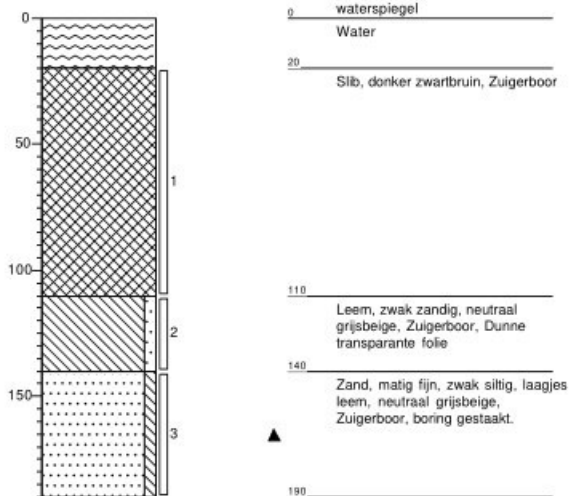 0
50
100
150
1
2
3
waterspiegel
0
Water
20
Slib, donker zwartbruin, Zuigerboor
110
Leem, zwak zandig, neutraal
grijsbeige, Zuigerboor, Dunne
transparante folie
140
Zand, matig fijn, zwak siltig, laagjes
leem, neutraal grijsbeige,
Zuigerboor, boring gestaakt.
190